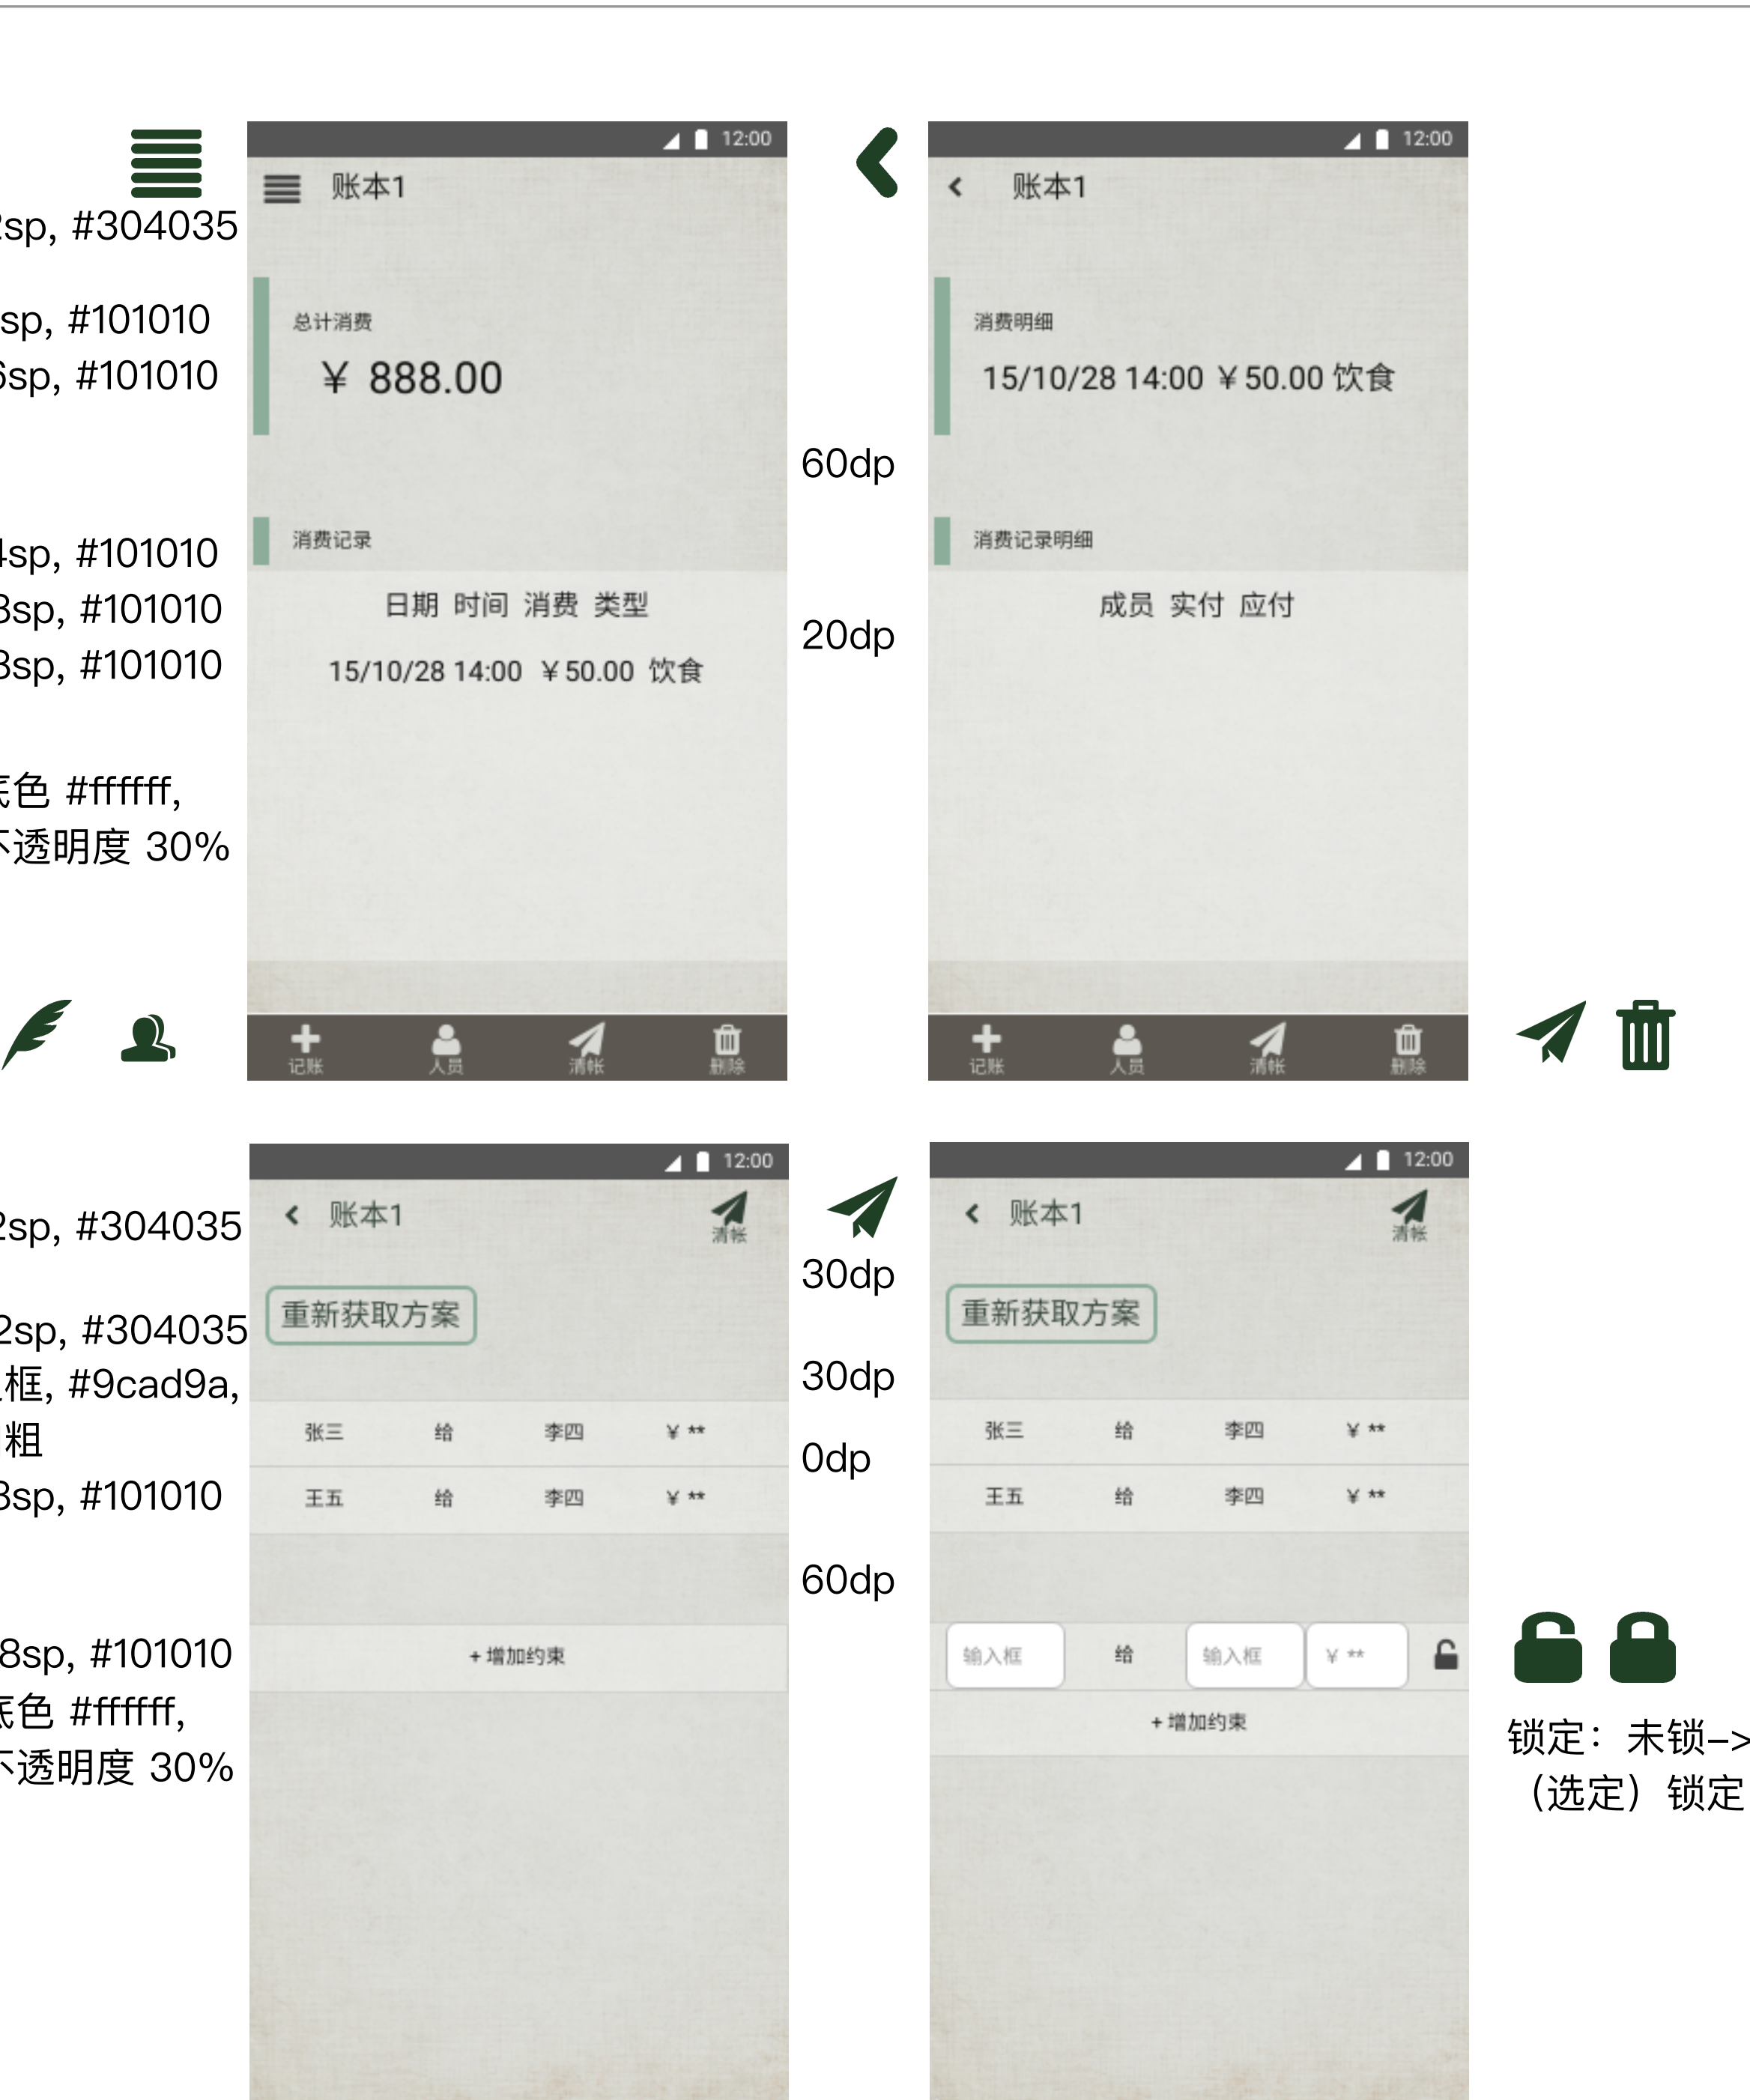 12:00
账本1
2sp, #304035
sp, #101010
6sp, #101010
总计消费
¥ 888.00
4sp, #101010
3sp, #101010
3sp, #101010
消费记录
日期 时间 消费 类型
15/10/28 14:00 ¥50.00 饮食
底色 #ffffff,
不透明度 30%
记账 人员 清帐 删除
60dp
20dp
12:00
账本1
消费明细
15/10/28 14:00 ¥50.00 饮食
消费记录明细
成员 实付 应付
记账 人员 清帐 删除
12:00
账本1
清帐
2sp, #304035
2sp, #304035
框, #9cad9a,
粗
3sp, #101010
重新获取方案
张三 给 李四 ¥ **
王五 给 李四 ¥ **
8sp, #101010
底色 #ffffff,
不透明度 30%
+ 增加约束
30dp
30dp
0dp
60dp
12:00
账本1
清帐
重新获取方案
张三 给 李四 ¥ **
王五 给 李四 ¥ **
输入框 给 输入框 ¥ **
+ 增加约束
锁定：未锁–>
（选定）锁定